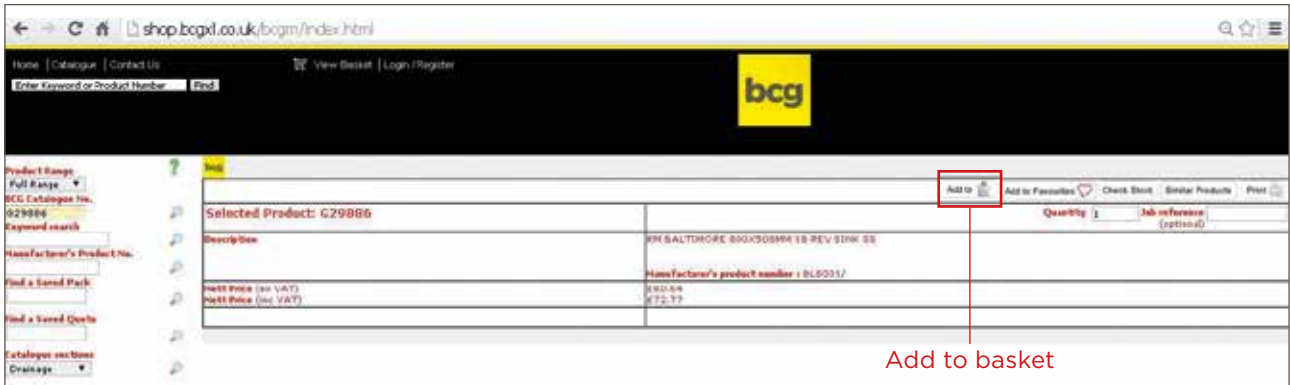 shop.bcgxl.co.uk/bcgm/index.html
Home | Catalogue | Contact Us
View Basket | Login / Register
Enter Keyword or Product Number Find
bcg
Product Range ?
Full Range
BCG Catalogue No.
G29886
Keyword search
Manufacturer's Product No.
Find a Saved Pack
Find a Saved Quote
Catalogue sections
Drainage
bcg
Add to Add to Favourites Check Stock Similar Products Print
Selected Product: G29886
Quantity 1 Job reference
(optional)
Description
RM BALTIMORE 800X508MM 1B REV SINK SS
Manufacturer's product number : BL8001/
Nett Price (ex VAT) £60.64
Nett Price (inc VAT) £72.77
Add to basket